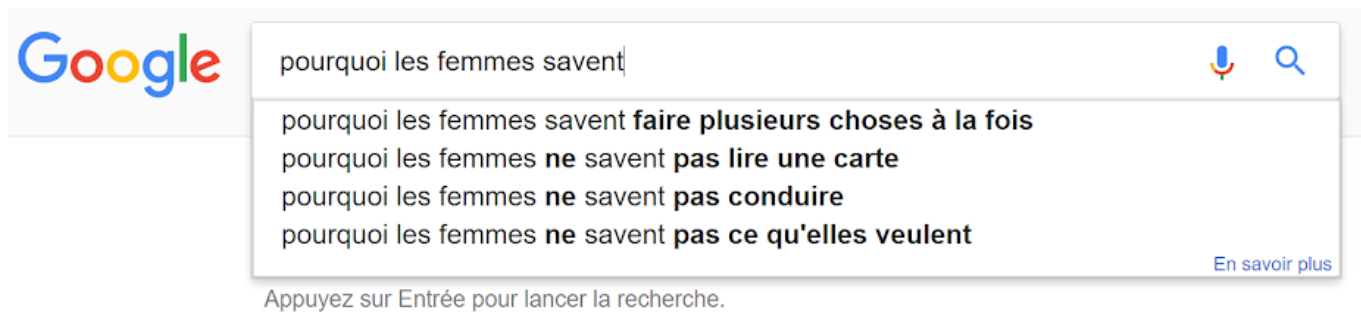 Google
pourquoi les femmes savent
pourquoi les femmes savent faire plusieurs choses à la fois
pourquoi les femmes ne savent pas lire une carte
pourquoi les femmes ne savent pas conduire
pourquoi les femmes ne savent pas ce qu'elles veulent
En savoir plus
Appuyez sur Entrée pour lancer la recherche.